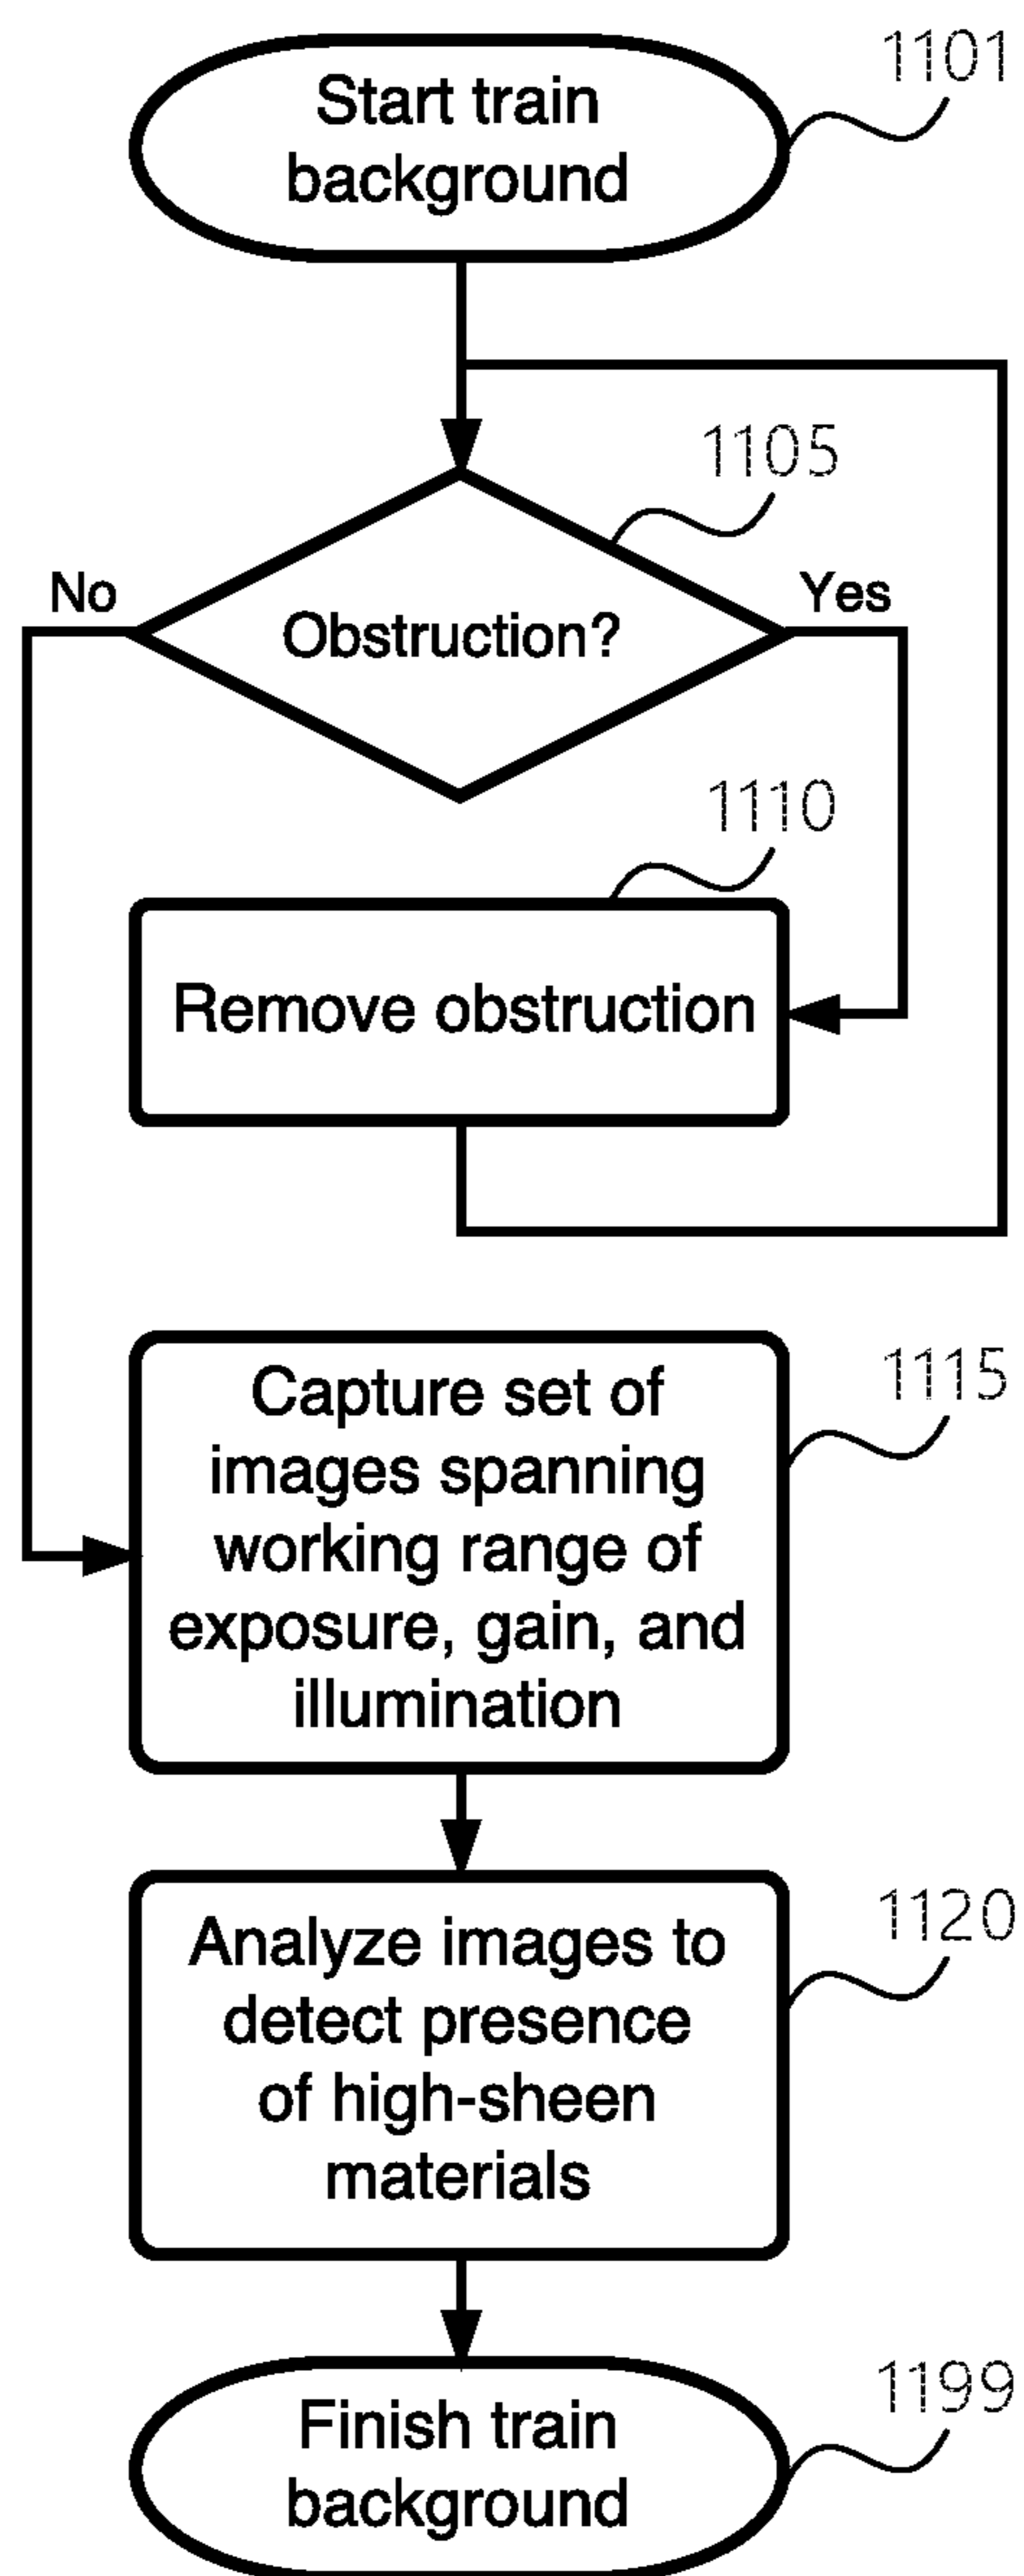 1101
Start train
background
1105
No
Yes
Obstruction?
1110
Remove obstruction
1115
Capture set of
images spanning
working range of
exposure, gain, and
illumination
1120
Analyze images to
detect presence
of high-sheen
materials
1199
Finish train
background